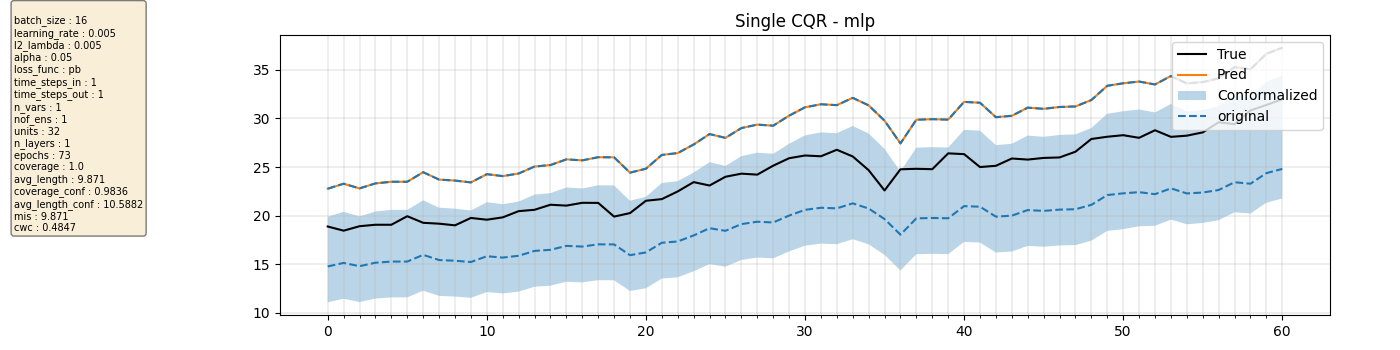 batch_size : 16
learning_rate : 0.005
l2_lambda : 0.005
alpha : 0.05
loss_func : pb
time_steps_in : 1
time_steps_out : 1
n_vars : 1
nof_ens : 1
units : 32
n_layers : 1
epochs : 73
coverage : 1.0
avg_length : 9.871
coverage_conf : 0.9836
avg_length_conf : 10.5882
mis : 9.871
cwc : 0.4847
Single CQR - mlp
35
30
25
20
15
10
0 10 20 30 40 50 60
True
Pred
Conformalized
original